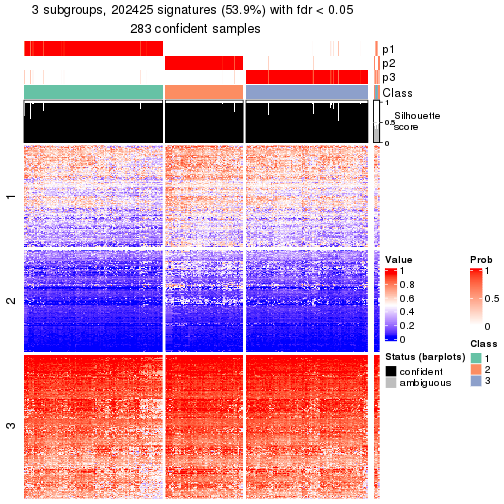 3 subgroups, 202425 signatures (53.9%) with fdr < 0.05
283 confident samples
p1
p2
p3
Class
1
0.5
0
Silhouette
score
1
2
3
Value
1
0.8
0.6
0.4
0.2
0
Prob
1
0.5
0
Class
1
2
3
Status (barplots)
confident
ambiguous